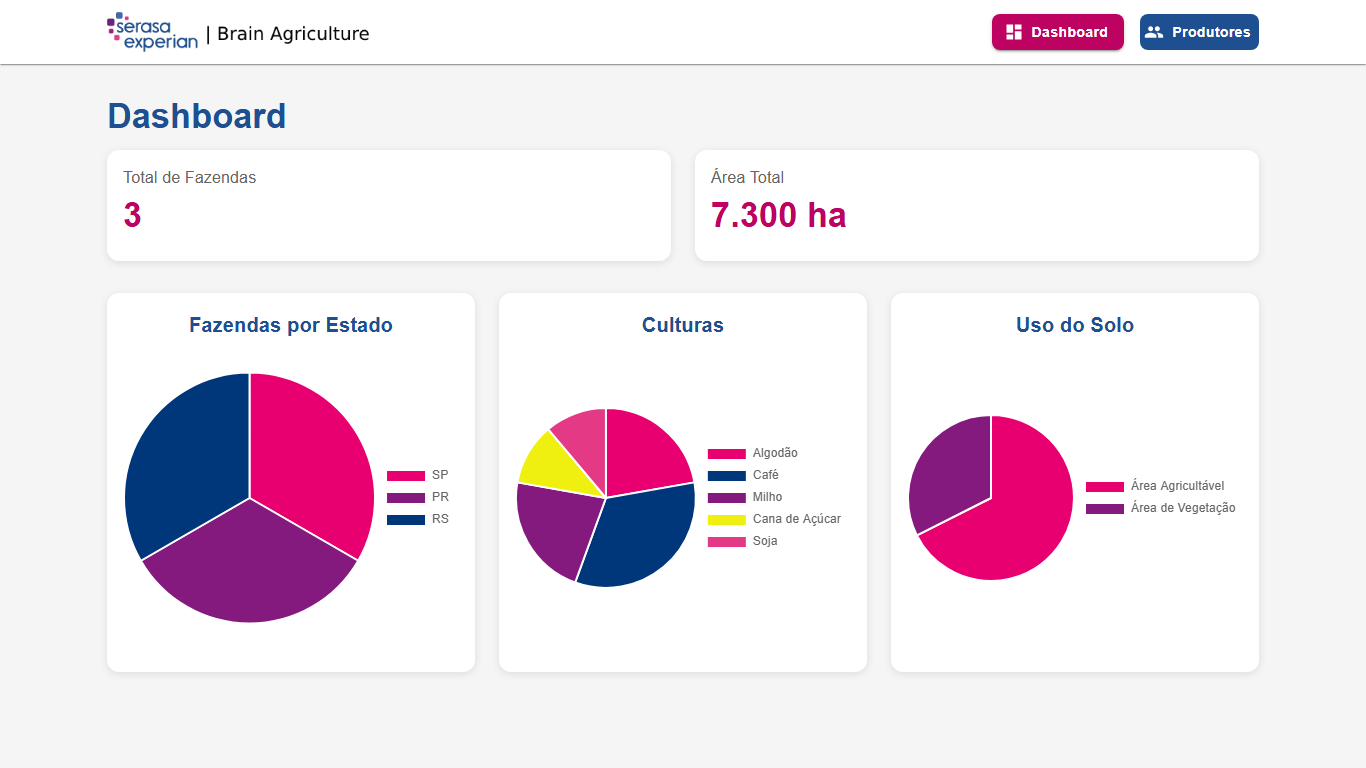 serasa experian | Brain Agriculture
Dashboard
Produtores
Dashboard
Total de Fazendas
3
Área Total
7.300 ha
Fazendas por Estado
SP
PR
RS
Culturas
Algodão
Café
Milho
Cana de Açúcar
Soja
Uso do Solo
Área Agricultável
Área de Vegetação